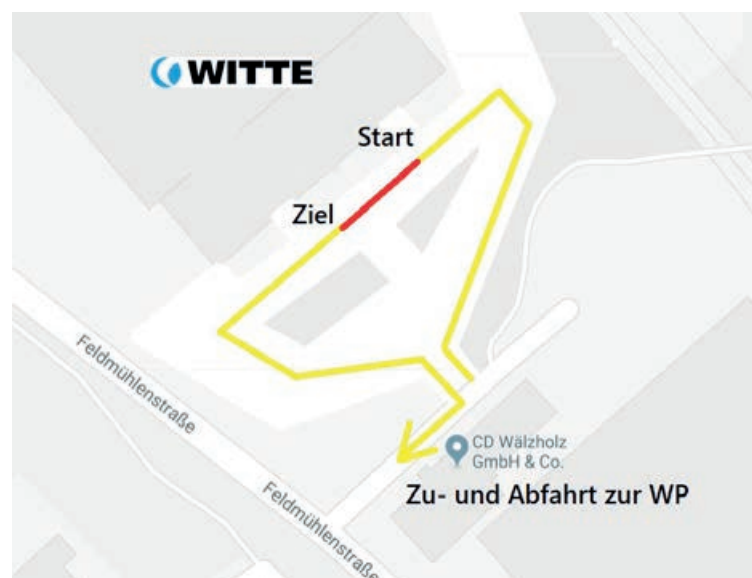 WITTE
Start
Ziel
Feldmühlenstraße
CD Wälzholz
GmbH & Co.
Zu- und Abfahrt zur WP
Feldmühlenstraße